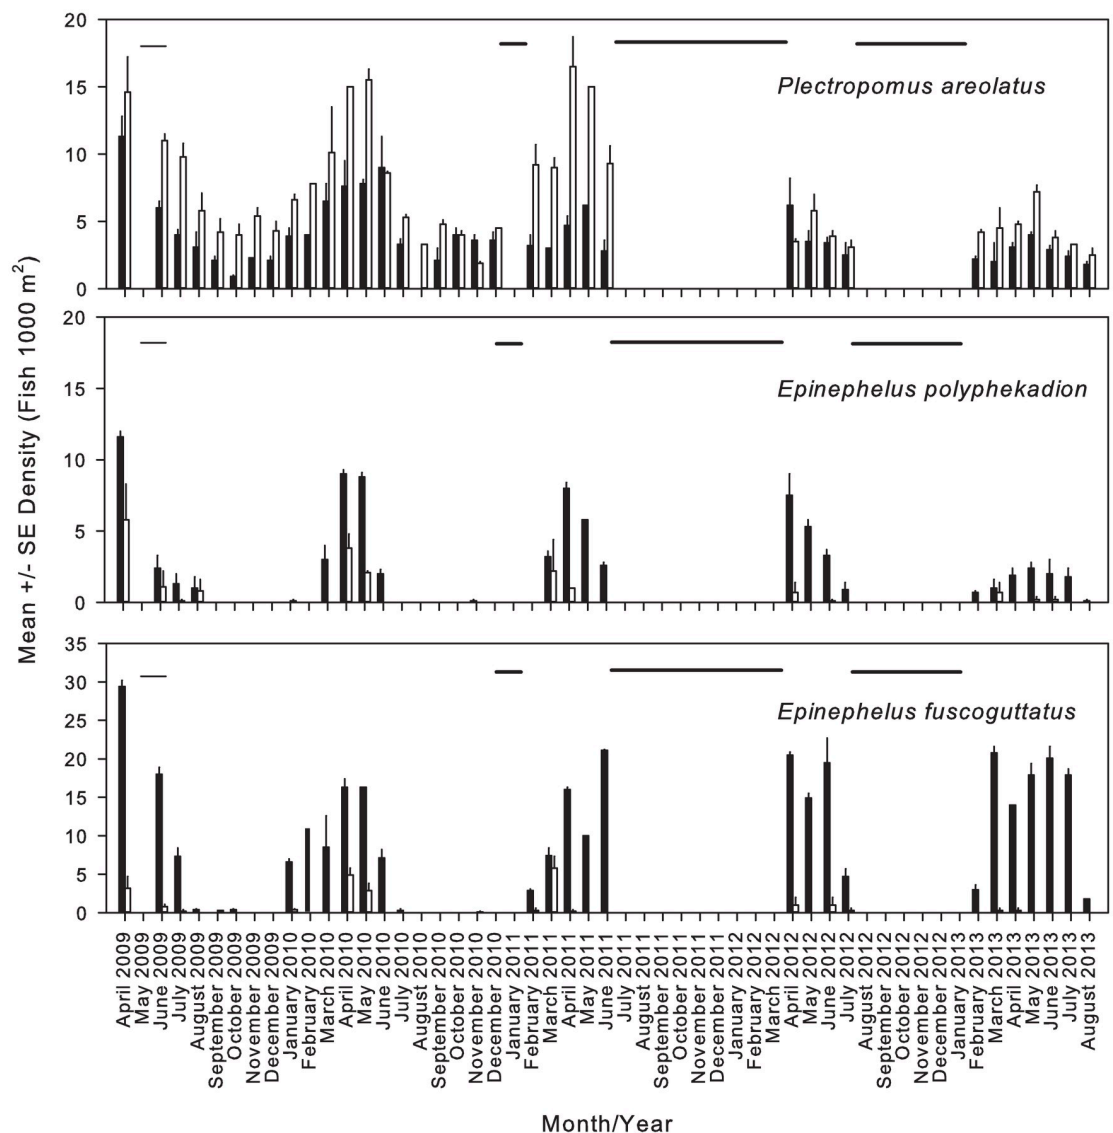 Mean +/- SE Density (Fish 1000 m²)
20
15
10
5
0
Plectropomus areolatus
20
15
10
5
0
Epinephelus polyphekadion
35
30
25
20
15
10
5
0
Epinephelus fuscoguttatus
April 2009
May 2009
June 2009
July 2009
August 2009
September 2009
October 2009
November 2009
December 2009
January 2010
February 2010
March 2010
April 2010
May 2010
June 2010
July 2010
August 2010
September 2010
October 2010
November 2010
December 2010
January 2011
February 2011
March 2011
April 2011
May 2011
June 2011
July 2011
August 2011
September 2011
October 2011
November 2011
December 2011
January 2012
February 2012
March 2012
April 2012
May 2012
June 2012
July 2012
August 2012
September 2012
October 2012
November 2012
December 2012
January 2013
February 2013
March 2013
April 2013
May 2013
June 2013
July 2013
August 2013
Month/Year